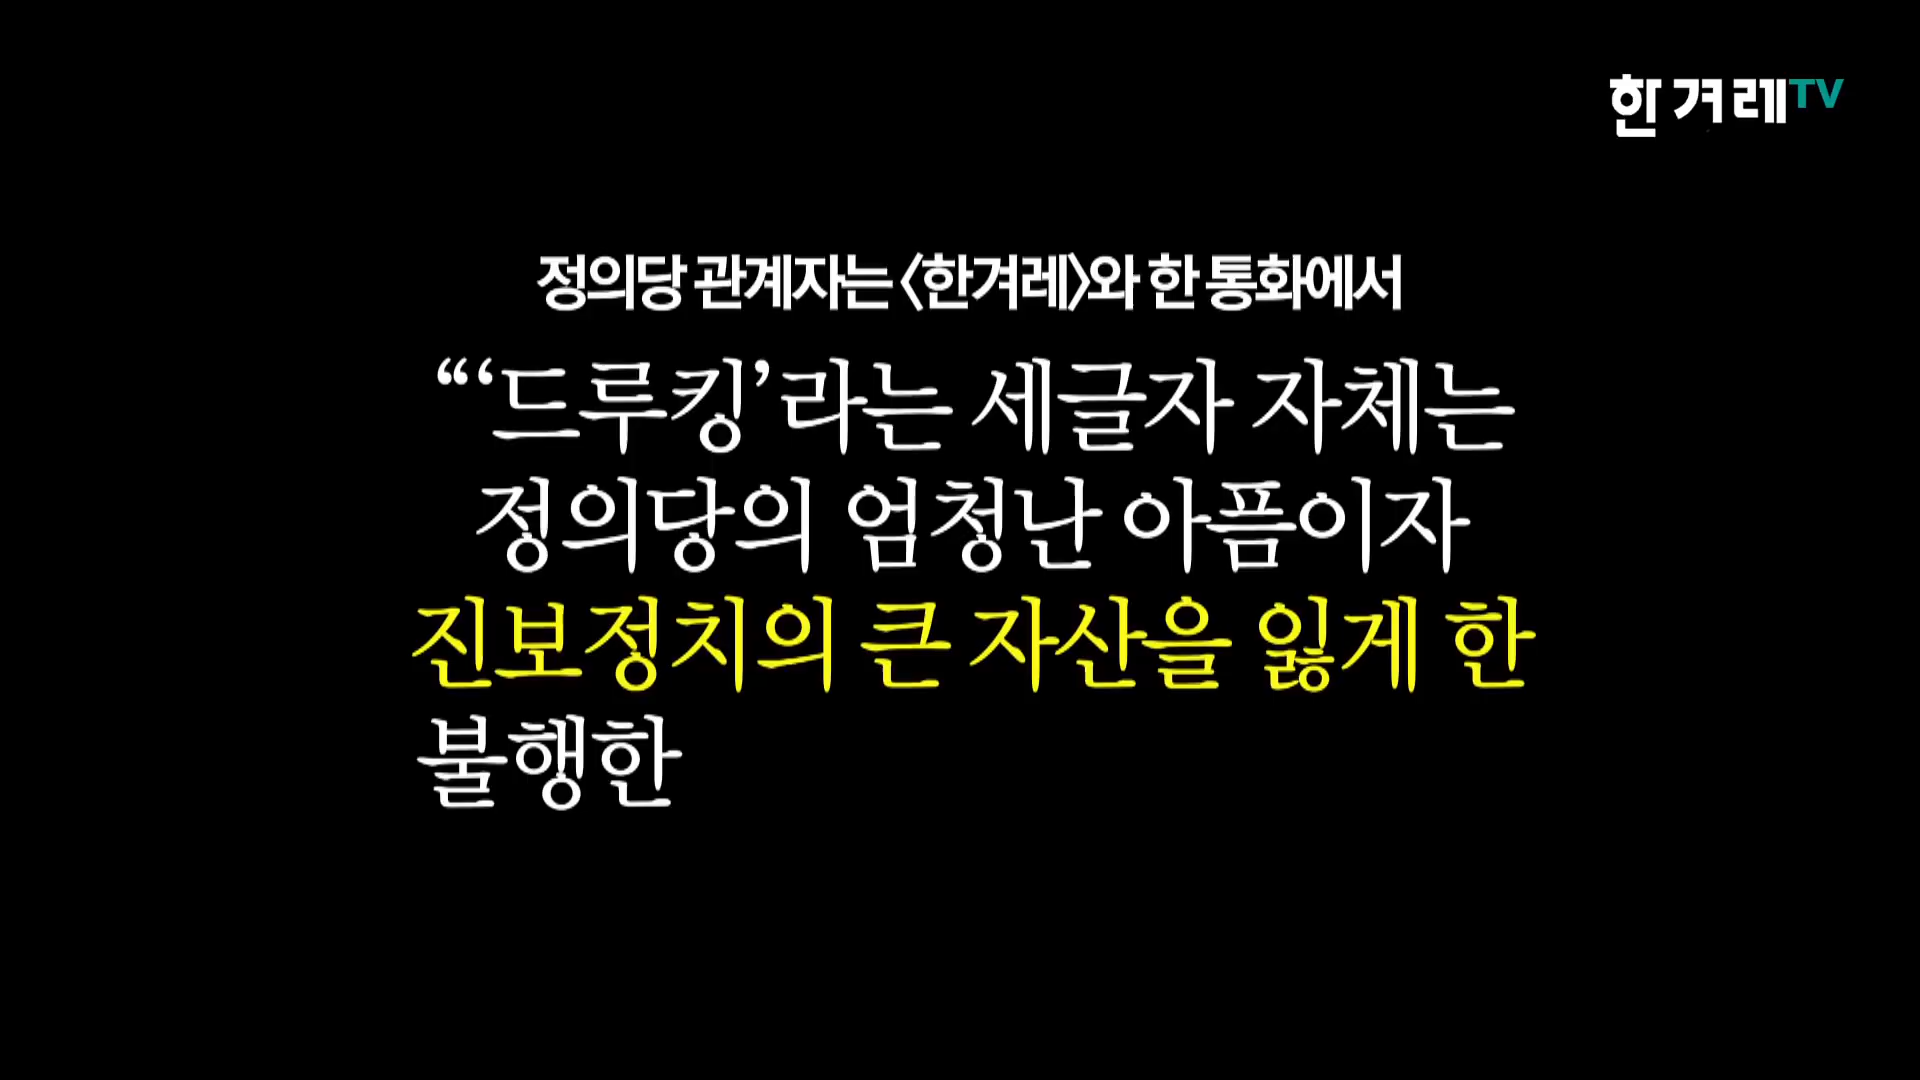 한겨레TV
정의당 관계자는 〈한겨레〉와 한 통화에서
“‘드루킹’라는 세글자 자체는
정의당의 엄청난 아픔이자
진보정치의 큰 자산을 잃게 한
불행한